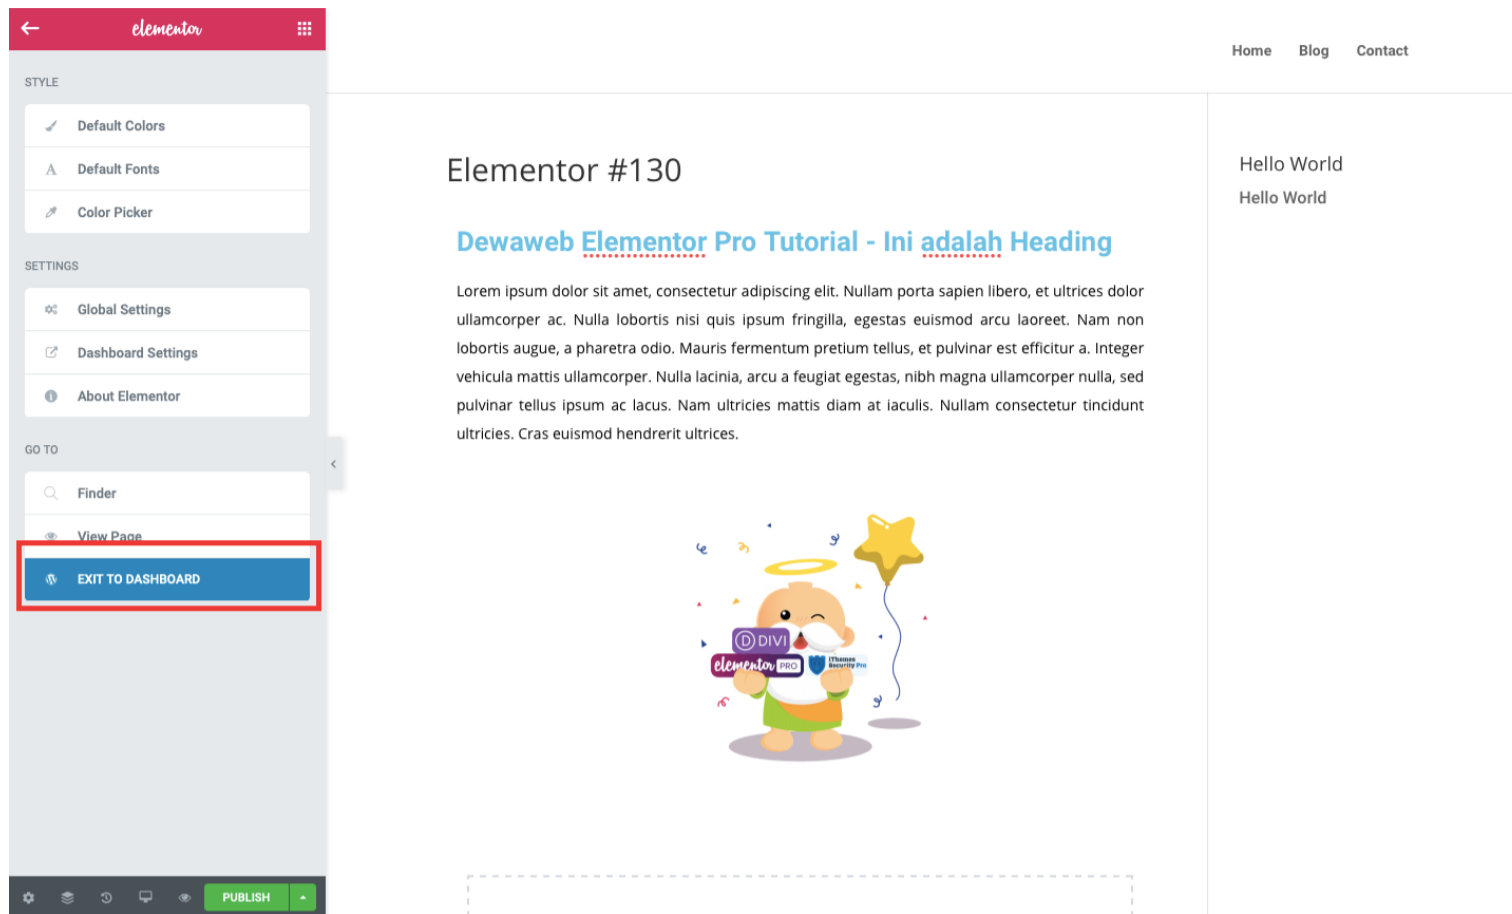 elementor
STYLE
Default Colors
Default Fonts
Color Picker
SETTINGS
Global Settings
Dashboard Settings
About Elementor
GO TO
Finder
View Page
EXIT TO DASHBOARD
PUBLISH
Home Blog Contact
Elementor #130
Dewaweb Elementor Pro Tutorial - Ini adalah Heading
Lorem ipsum dolor sit amet, consectetur adipiscing elit. Nullam porta sapien libero, et ultrices dolor
ullamcorper ac. Nulla lobortis nisi quis ipsum fringilla, egestas euismod arcu laoreet. Nam non
lobortis augue, a pharetra odio. Mauris fermentum pretium tellus, et pulvinar est efficitur a. Integer
vehicula mattis ullamcorper. Nulla lacinia, arcu a feugiat egestas, nibh magna ullamcorper nulla, sed
pulvinar tellus ipsum ac lacus. Nam ultricies mattis diam at iaculis. Nullam consectetur tincidunt
ultricies. Cras euismod hendrerit ultrices.
D DIVI
elementor PRO
iThemes
Security Pro
Hello World
Hello World